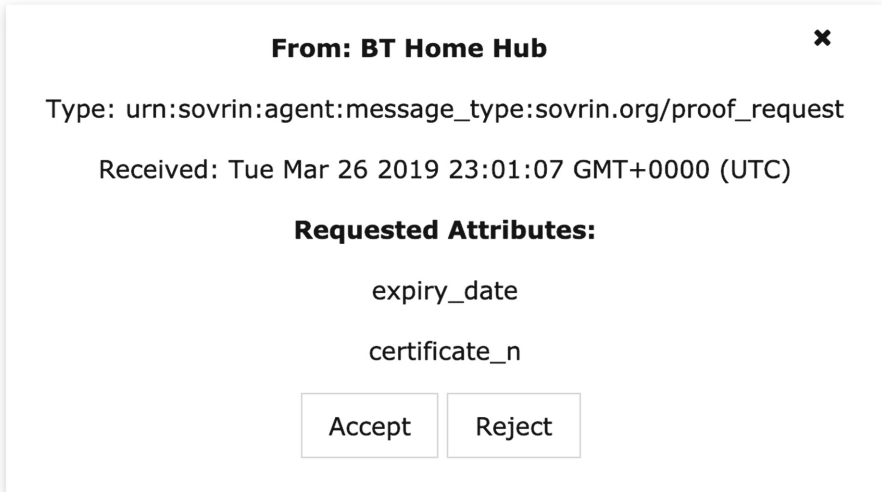 From: BT Home Hub
✖
Type: urn:sovrin:agent:message_type:sovrin.org/proof_request
Received: Tue Mar 26 2019 23:01:07 GMT+0000 (UTC)
Requested Attributes:
expiry_date
certificate_n
Accept Reject